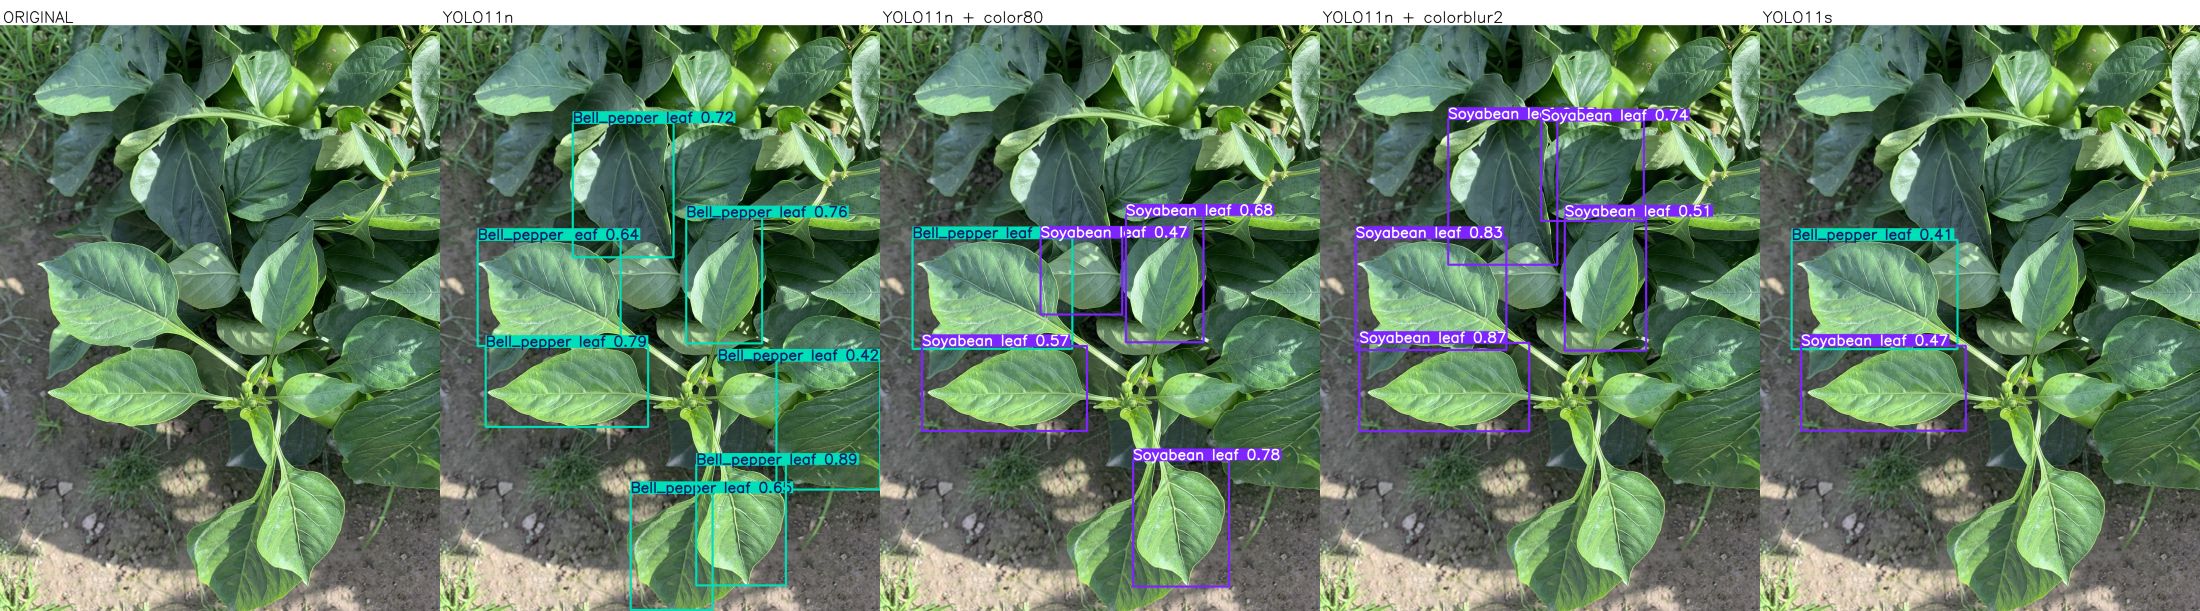 ORIGINAL
YOLO11n
YOLO11n + color80
YOLO11n + colorblur2
YOLO11s
Bell_pepper leaf 0.72
Bell_pepper leaf 0.76
Bell_pepper leaf 0.64
Bell_pepper leaf 0.79
Bell_pepper leaf 0.42
Bell_pepper leaf 0.89
Bell_pepper leaf 0.65
Soyabean leaf 0.68
Bell_pepper leaf
Soyabean leaf 0.47
Soyabean leaf 0.57
Soyabean leaf 0.78
Soyabean le
Soyabean leaf 0.74
Soyabean leaf 0.51
Soyabean leaf 0.83
Soyabean leaf 0.87
Bell_pepper leaf 0.41
Soyabean leaf 0.47